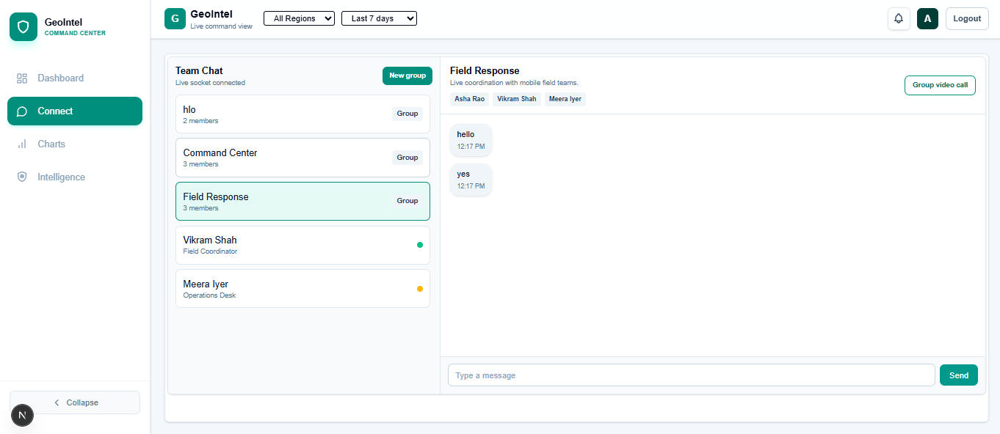 GeoIntel
COMMAND CENTER
Dashboard
Connect
Charts
Intelligence
Collapse
N
G
GeoIntel
Live command view
All Regions
Last 7 days
A
Logout
Team Chat
Live socket connected
New group
hlo
2 members
Group
Command Center
3 members
Group
Field Response
3 members
Group
Vikram Shah
Field Coordinator
Meera Iyer
Operations Desk
Field Response
Live coordination with mobile field teams.
Asha Rao Vikram Shah Meera Iyer
Group video call
hello
12:17 PM
yes
12:17 PM
Type a message
Send